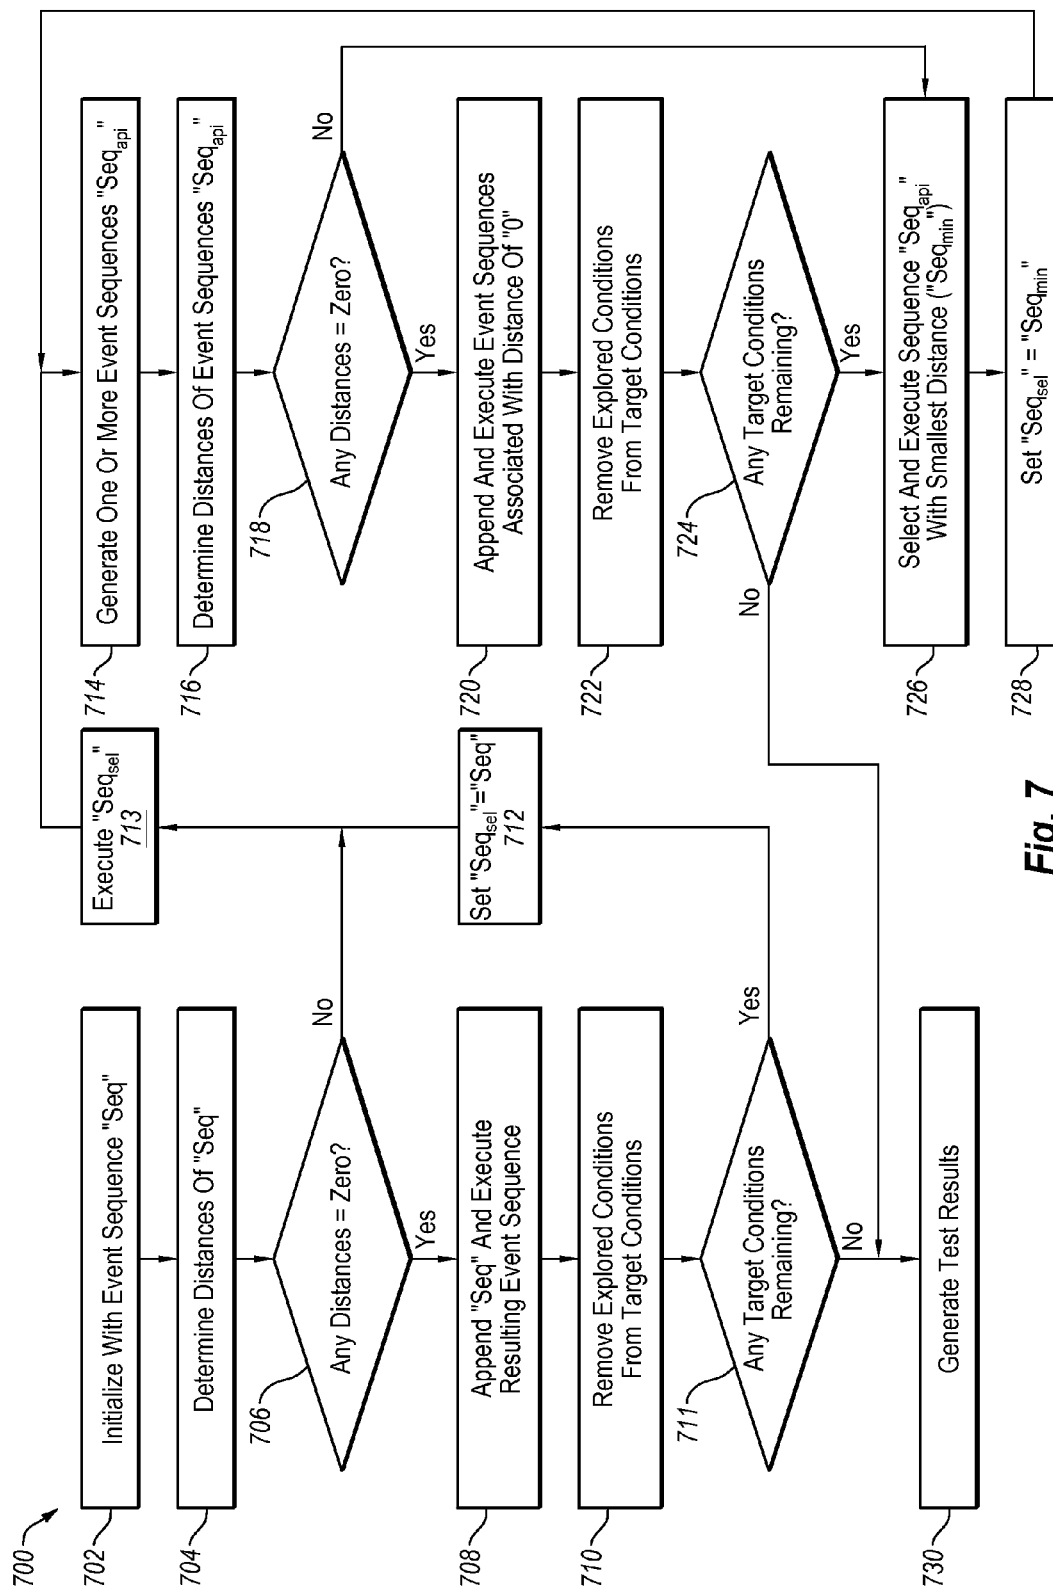 700
702
Initialize With Event Sequence "Seq"
704
Determine Distances Of "Seq"
706
Any Distances = Zero?
No
Yes
708
Append "Seq" And Execute
Resulting Event Sequence
710
Remove Explored Conditions
From Target Conditions
711
Any Target Conditions
Remaining?
Yes
No
730
Generate Test Results
Execute "Seqsel"
713
Set "Seqsel"="Seq"
712
714
Generate One Or More Event Sequences "Seqapi"
716
Determine Distances Of Event Sequences "Seqapi"
718
Any Distances = Zero?
No
Yes
720
Append And Execute Event Sequences
Associated With Distance Of "0"
722
Remove Explored Conditions
From Target Conditions
724
Any Target Conditions
Remaining?
No
Yes
726
Select And Execute Sequence "Seqapi"
With Smallest Distance ("Seqmin")
728
Set "Seqsel" = "Seqmin"
Fig. 7